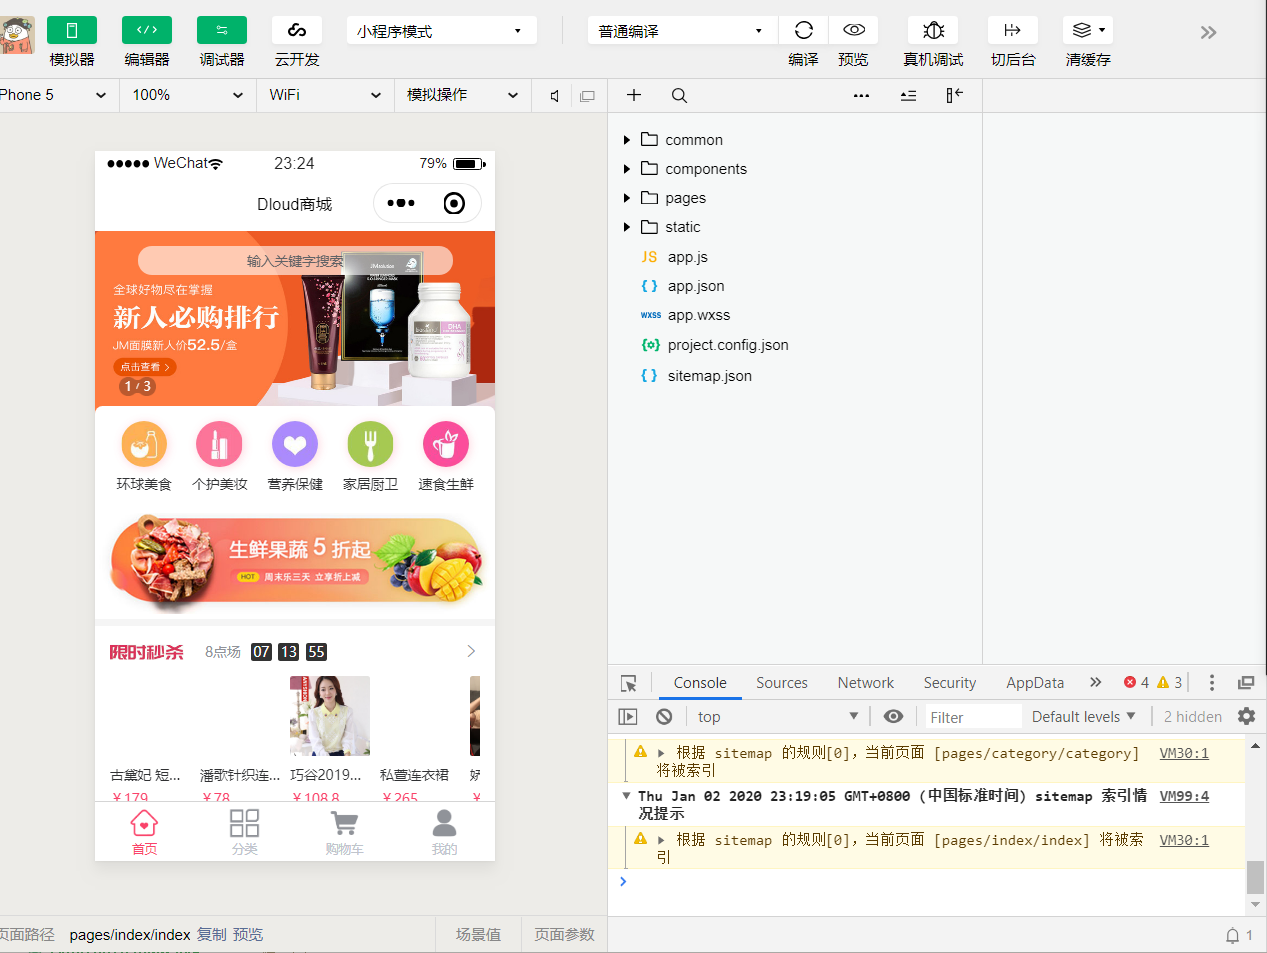 模拟器 编辑器 调试器 云开发 小程序模式 普通编译 编译 预览 真机调试 切后台 清缓存
Phone 5 100% WiFi 模拟操作
WeChat 23:24 79%
Dloud商城
输入关键字搜索
全球好物尽在掌握
新人必购排行
JM面膜新人价52.5/盒
点击查看
1 / 3
DHA
环球美食 个护美妆 营养保健 家居厨卫 速食生鲜
生鲜果蔬 5 折起
HOT 周末乐三天 立享折上减
限时秒杀 8点场 07 13 55
古黛妃 短... 潘歌针织连... 巧谷2019... 私萱连衣裙
¥179 ¥78 ¥108.8 ¥265 ¥
首页 分类 购物车 我的
页面路径 pages/index/index 复制 预览 场景值 页面参数
common
components
pages
static
JS app.js
{ } app.json
wxss app.wxss
project.config.json
{ } sitemap.json
Console Sources Network Security AppData 4 3
top Filter Default levels 2 hidden
根据 sitemap 的规则[0]，当前页面 [pages/category/category] VM30:1
将被索引
Thu Jan 02 2020 23:19:05 GMT+0800 (中国标准时间) sitemap 索引情 VM99:4
况提示
根据 sitemap 的规则[0]，当前页面 [pages/index/index] 将被索 VM30:1
引
1